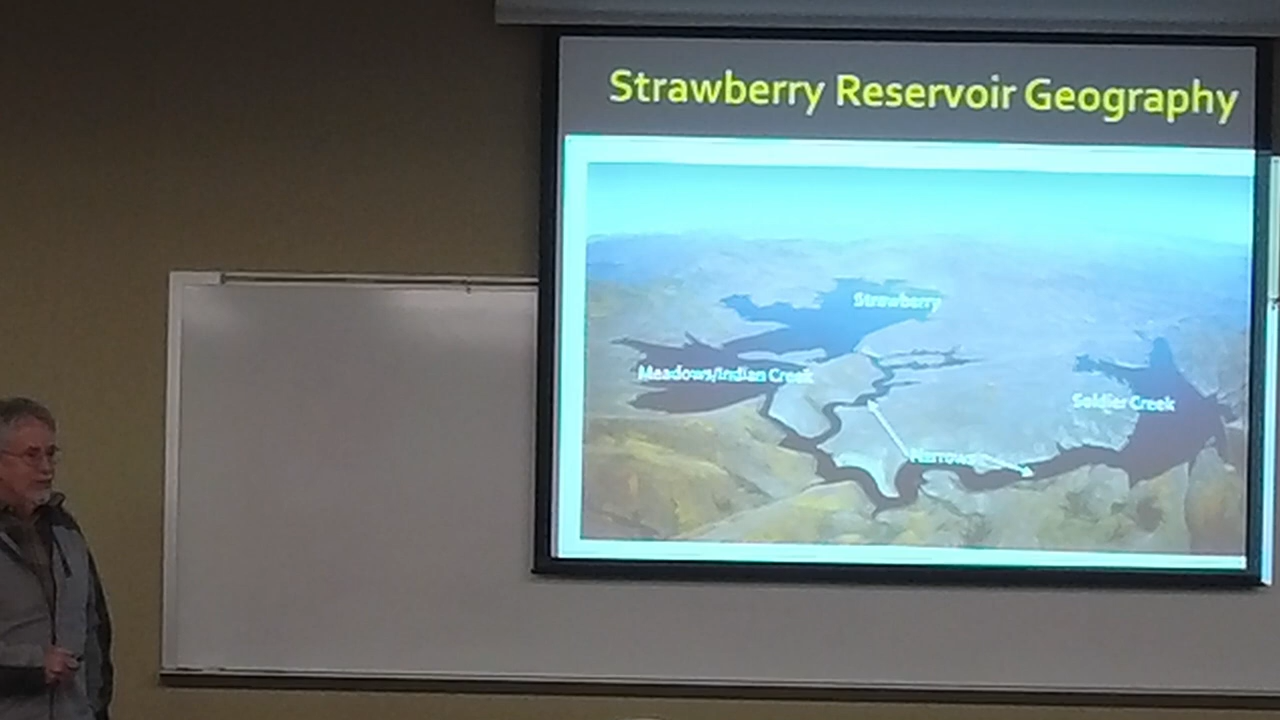 Strawberry Reservoir Geography
Strawberry
Meadows/Indian Creek
Soldier Creek
Narrows